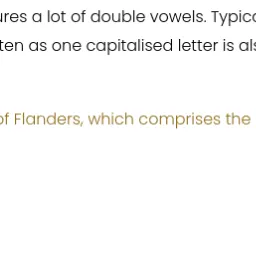 ures a lot of double vowels. Typic
ten as one capitalised letter is als
of Flanders, which comprises the